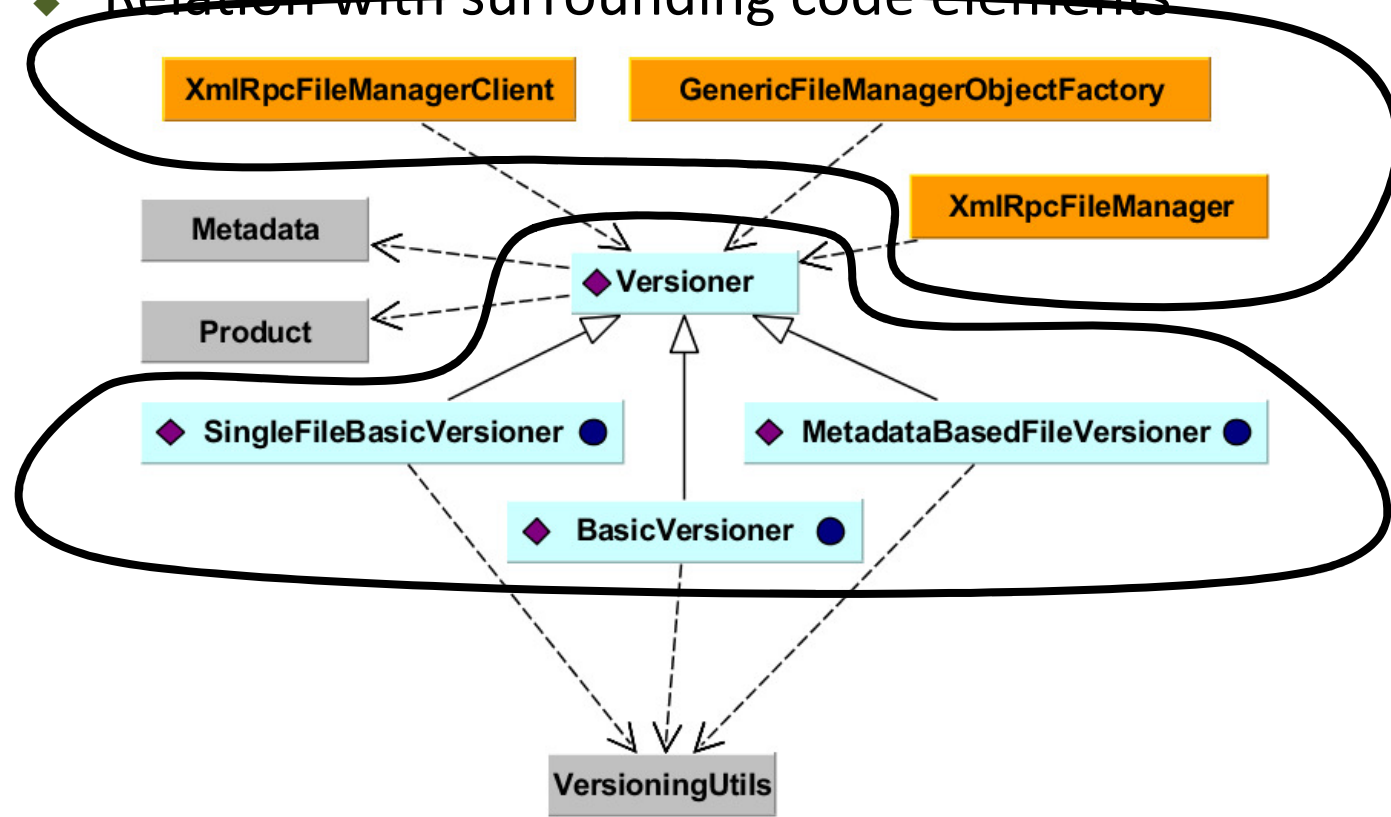 Relation with surrounding code elements
XmlRpcFileManagerClient
GenericFileManagerObjectFactory
XmlRpcFileManager
Metadata
Versioner
Product
SingleFileBasicVersioner
MetadataBasedFileVersioner
BasicVersioner
VersioningUtils